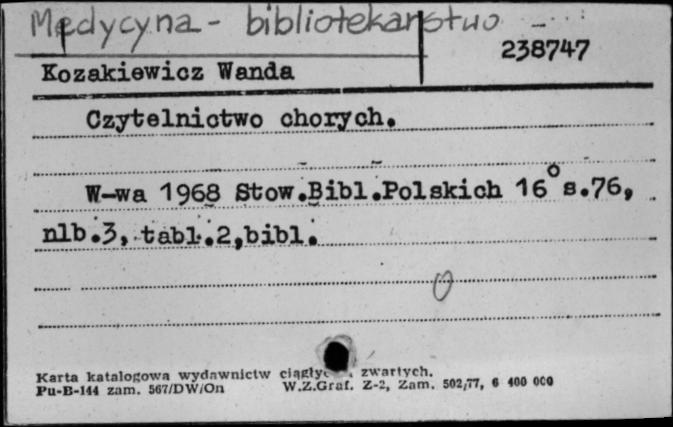 Medycyna - bibliotekarstwo
238747
Kozakiewicz Wanda
Czytelnictwo chorych.
W-wa 1968 Stow.Bibl.Polskich 16° s.76,
nlb.3, tabl.2,bibl.
Karta katalogowa wydawnictw zwartych.
Pu-B-144 zam. 567/DW/On W.Z.Graf. Z-2, Zam. 502/77, 6 400 000